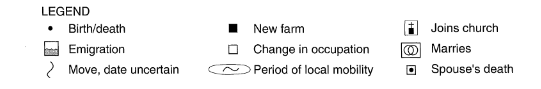 LEGEND
Birth/death New farm Joins church
Emigration Change in occupation Marries
Move, date uncertain Period of local mobility Spouse's death